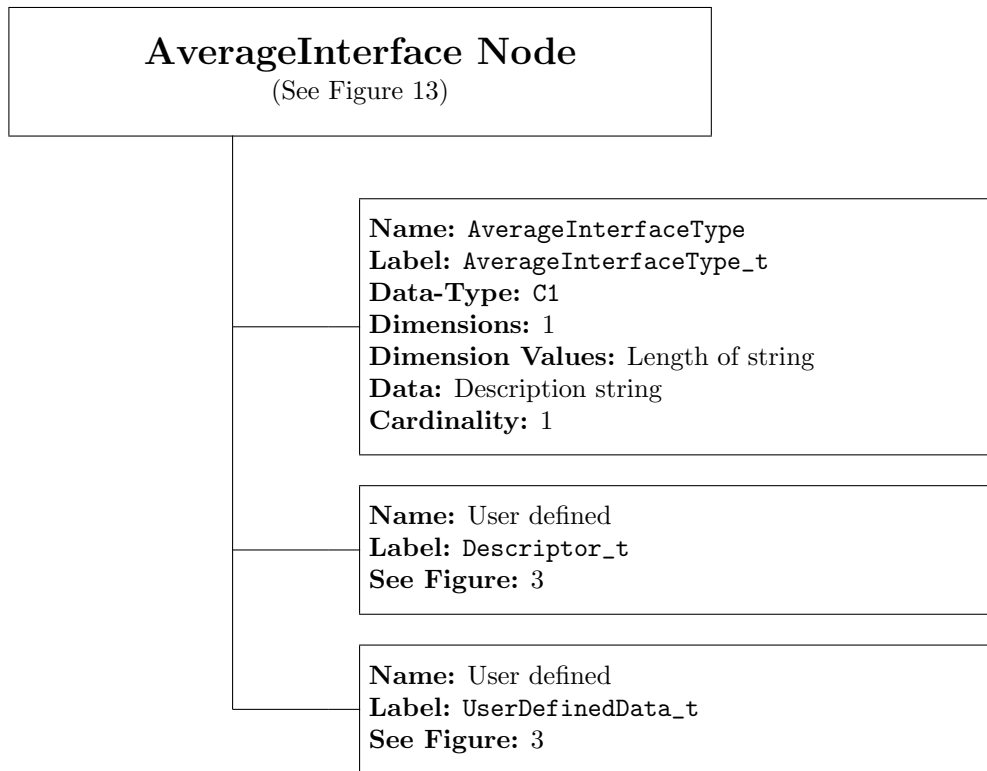 AverageInterface Node
(See Figure 13)
Name: AverageInterfaceType
Label: AverageInterfaceType_t
Data-Type: C1
Dimensions: 1
Dimension Values: Length of string
Data: Description string
Cardinality: 1
Name: User defined
Label: Descriptor_t
See Figure: 3
Name: User defined
Label: UserDefinedData_t
See Figure: 3